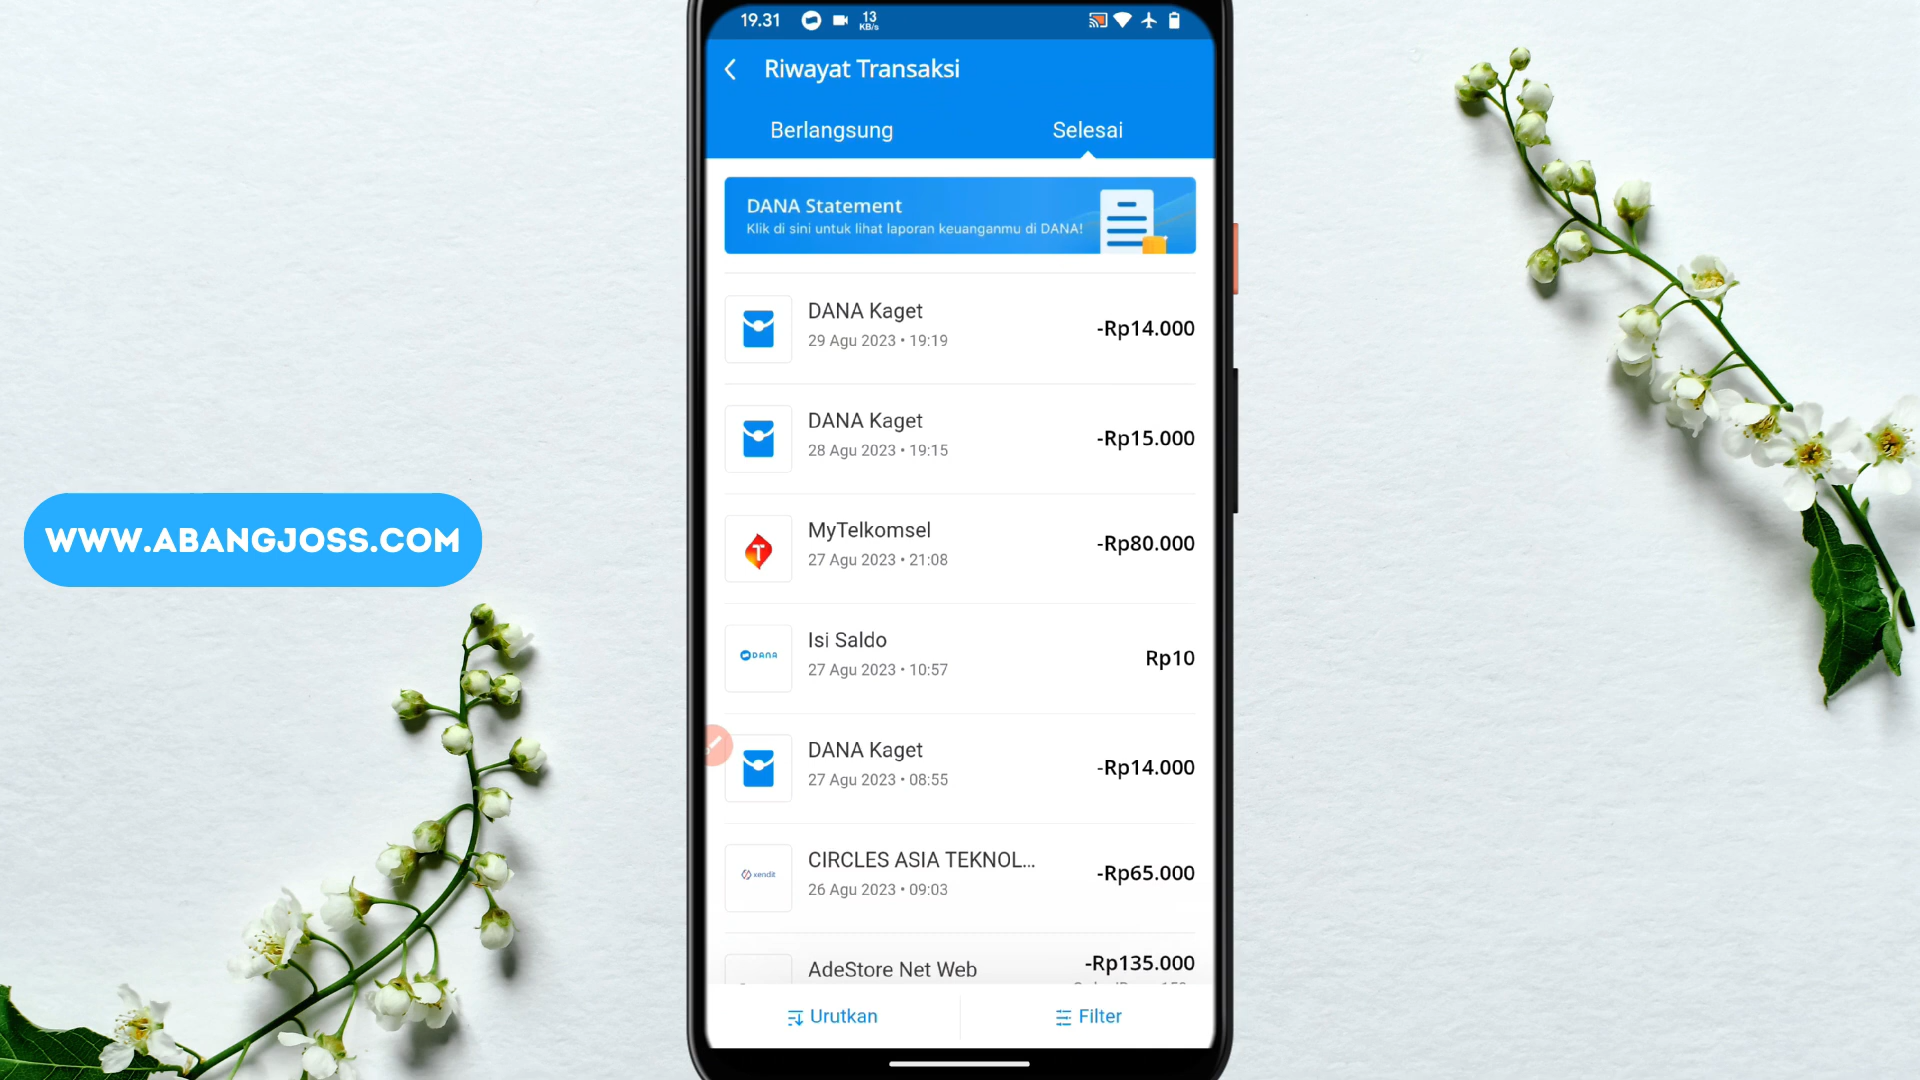 19.31
13
KB/s
Riwayat Transaksi
Berlangsung
Selesai
DANA Statement
Klik di sini untuk lihat laporan keuanganmu di DANA!
DANA Kaget
29 Agu 2023 • 19:19
-Rp14.000
DANA Kaget
28 Agu 2023 • 19:15
-Rp15.000
WWW.ABANGJOSS.COM
MyTelkomsel
27 Agu 2023 • 21:08
-Rp80.000
DANA
Isi Saldo
27 Agu 2023 • 10:57
Rp10
DANA Kaget
27 Agu 2023 • 08:55
-Rp14.000
xendit
CIRCLES ASIA TEKNOL...
26 Agu 2023 • 09:03
-Rp65.000
AdeStore Net Web
-Rp135.000
Urutkan
Filter